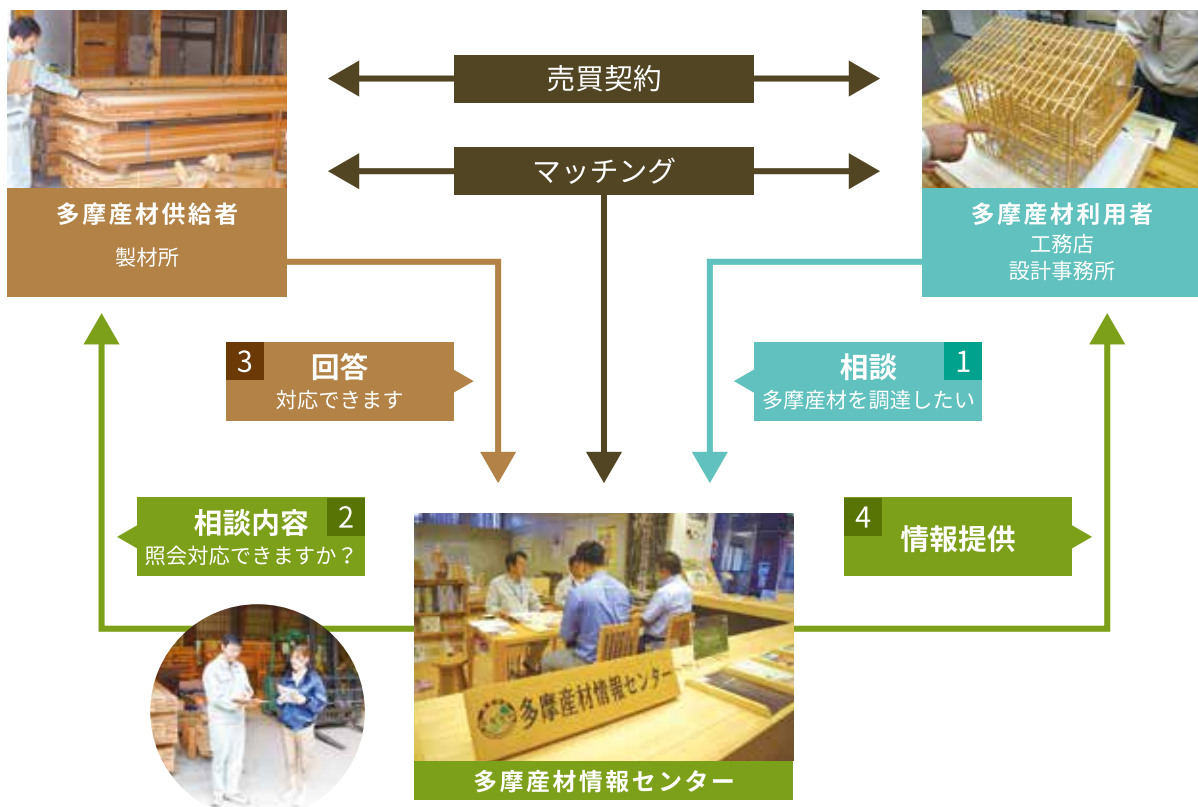 売買契約
マッチング
多摩産材供給者
製材所
多摩産材利用者
工務店
設計事務所
3
回答
対応できます
相談
1
多摩産材を調達したい
相談内容
2
照会対応できますか?
4
情報提供
多摩産材情報センター
多摩産材情報センター